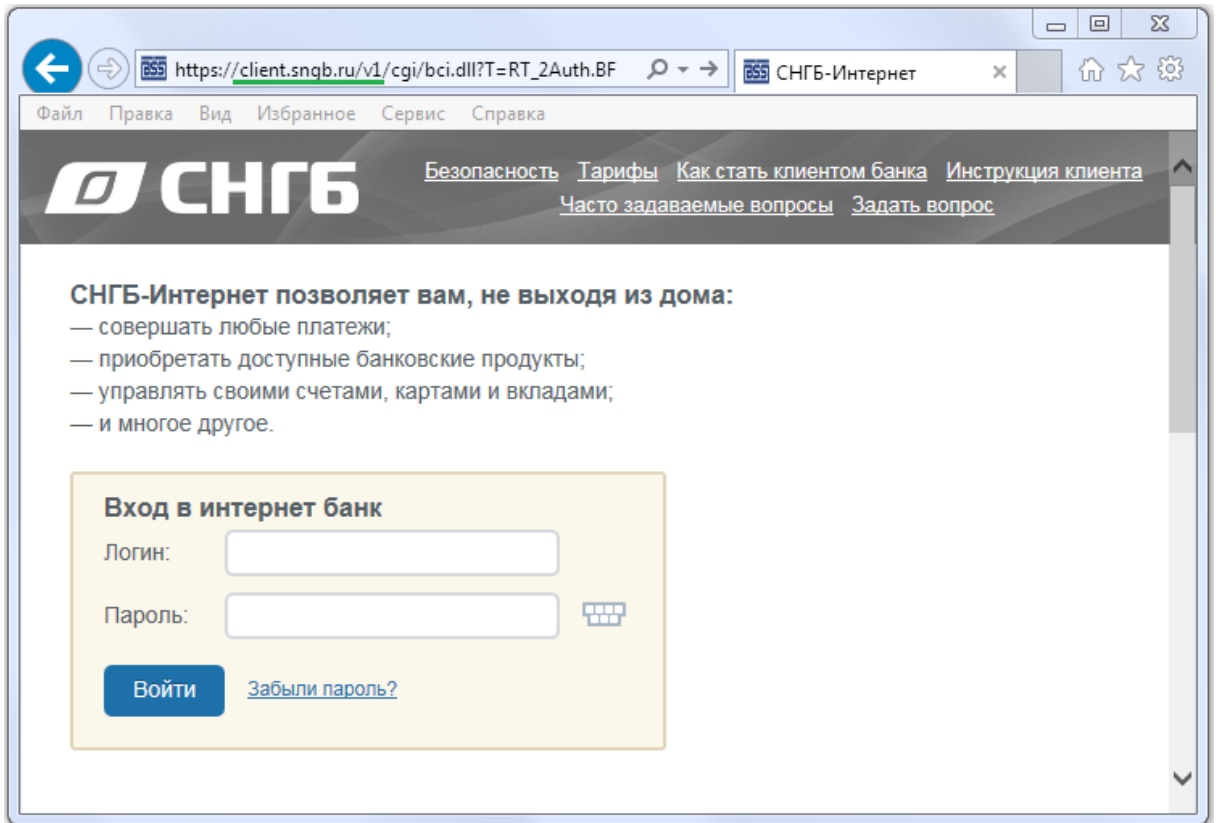 https://client.sngb.ru/v1/cgi/bci.dll?T=RT_2Auth.BF
BSS СНГБ-Интернет
Файл Правка Вид Избранное Сервис Справка
СНГБ
Безопасность Тарифы Как стать клиентом банка Инструкция клиента
Часто задаваемые вопросы Задать вопрос
СНГБ-Интернет позволяет вам, не выходя из дома:
— совершать любые платежи;
— приобретать доступные банковские продукты;
— управлять своими счетами, картами и вкладами;
— и многое другое.
Вход в интернет банк
Логин:
Пароль:
Войти Забыли пароль?